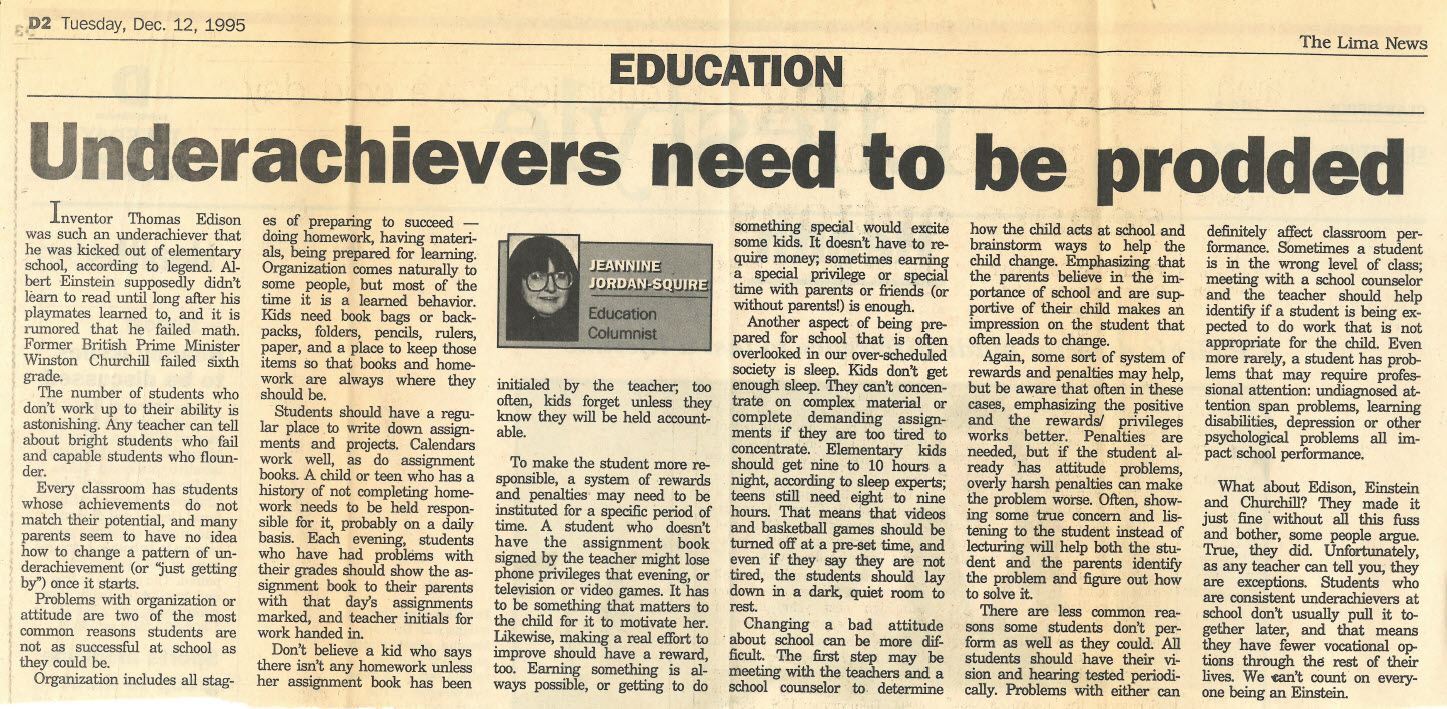 D2 Tuesday, Dec. 12, 1995
The Lima News
EDUCATION
Underachievers need to be prodded
Inventor Thomas Edison
was such an underachiever that
he was kicked out of elementary
school, according to legend. Al-
bert Einstein supposedly didn't
learn to read until long after his
playmates learned to, and it is
rumored that he failed math.
Former British Prime Minister
Winston Churchill failed sixth
grade.
The number of students who
don't work up to their ability is
astonishing. Any teacher can tell
about bright students who fail
and capable students who floun-
der.
Every classroom has students
whose achievements do not
match their potential, and many
parents seem to have no idea
how to change a pattern of un-
derachievement (or "just getting
by") once it starts.
Problems with organization or
attitude are two of the most
common reasons students are
not as successful at school as
they could be.
Organization includes all stag-
es of preparing to succeed —
doing homework, having materi-
als, being prepared for learning.
Organization comes naturally to
some people, but most of the
time it is a learned behavior.
Kids need book bags or back-
packs, folders, pencils, rulers,
paper, and a place to keep those
items so that books and home-
work are always where they
should be.
Students should have a regu-
lar place to write down assign-
ments and projects. Calendars
work well, as do assignment
books. A child or teen who has a
history of not completing home-
work needs to be held respon-
sible for it, probably on a daily
basis. Each evening, students
who have had problems with
their grades should show the as-
signment book to their parents
with that day's assignments
marked, and teacher initials for
work handed in.
Don't believe a kid who says
there isn't any homework unless
her assignment book has been
JEANNINE
JORDAN-SQUIRE
Education
Columnist
initialed by the teacher; too
often, kids forget unless they
know they will be held account-
able.
To make the student more re-
sponsible, a system of rewards
and penalties may need to be
instituted for a specific period of
time. A student who doesn't
have the assignment book
signed by the teacher might lose
phone privileges that evening, or
television or video games. It has
to be something that matters to
the child for it to motivate her.
Likewise, making a real effort to
improve should have a reward,
too. Earning something is al-
ways possible, or getting to do
something special would excite
some kids. It doesn't have to re-
quire money; sometimes earning
a special privilege or special
time with parents or friends (or
without parents!) is enough.
Another aspect of being pre-
pared for school that is often
overlooked in our over-scheduled
society is sleep. Kids don't get
enough sleep. They can't concen-
trate on complex material or
complete demanding assign-
ments if they are too tired to
concentrate. Elementary kids
should get nine to 10 hours a
night, according to sleep experts;
teens still need eight to nine
hours. That means that videos
and basketball games should be
turned off at a pre-set time, and
even if they say they are not
tired, the students should lay
down in a dark, quiet room to
rest.
Changing a bad attitude
about school can be more dif-
ficult. The first step may be
meeting with the teachers and a
school counselor to determine
how the child acts at school and
brainstorm ways to help the
child change. Emphasizing that
the parents believe in the im-
portance of school and are sup-
portive of their child makes an
impression on the student that
often leads to change.
Again, some sort of system of
rewards and penalties may help,
but be aware that often in these
cases, emphasizing the positive
and the rewards/ privileges
works better. Penalties are
needed, but if the student al-
ready has attitude problems,
overly harsh penalties can make
the problem worse. Often, show-
ing some true concern and lis-
tening to the student instead of
lecturing will help both the stu-
dent and the parents identify
the problem and figure out how
to solve it.
There are less common rea-
sons some students don't per-
form as well as they could. All
students should have their vi-
sion and hearing tested periodi-
cally. Problems with either can
definitely affect classroom per-
formance. Sometimes a student
is in the wrong level of class;
meeting with a school counselor
and the teacher should help
identify if a student is being ex-
pected to do work that is not
appropriate for the child. Even
more rarely, a student has prob-
lems that may require profes-
sional attention: undiagnosed at-
tention span problems, learning
disabilities, depression or other
psychological problems all im-
pact school performance.
What about Edison, Einstein
and Churchill? They made it
just fine without all this fuss
and bother, some people argue.
True, they did. Unfortunately,
as any teacher can tell you, they
are exceptions. Students who
are consistent underachievers at
school don't usually pull it to-
gether later, and that means
they have fewer vocational op-
tions through the rest of their
lives. We can't count on every-
one being an Einstein.